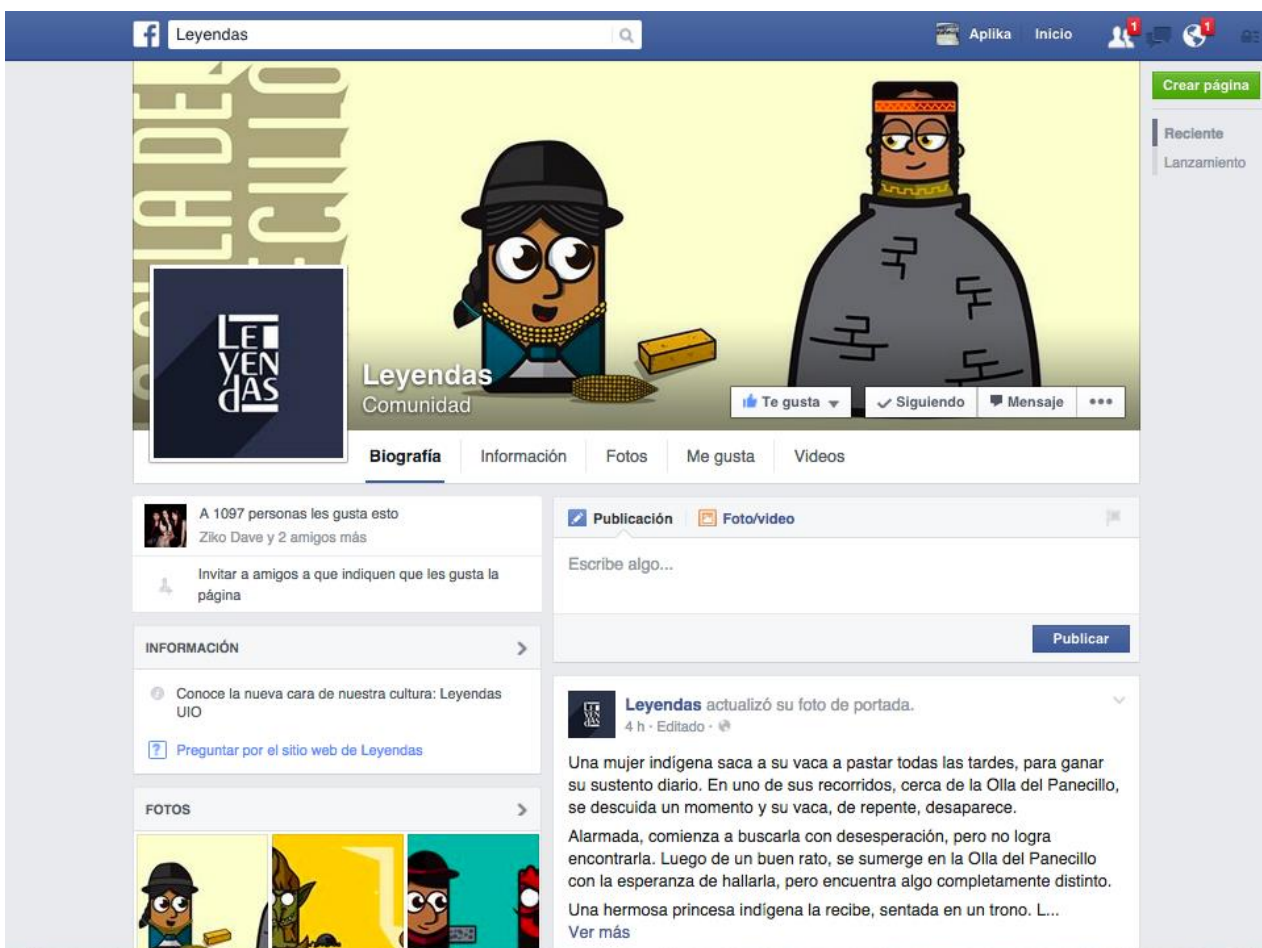 Leyendas
Aplika
Inicio
1
1
Crear página
Reciente
Lanzamiento
LE
YEN
dAS
Leyendas
Comunidad
Te gusta
Siguiendo
Mensaje
Biografía
Información
Fotos
Me gusta
Videos
A 1097 personas les gusta esto
Ziko Dave y 2 amigos más
Invitar a amigos a que indiquen que les gusta la
página
INFORMACIÓN
Conoce la nueva cara de nuestra cultura: Leyendas
UIO
Preguntar por el sitio web de Leyendas
FOTOS
Publicación
Foto/video
Escribe algo...
Publicar
LE
YEN
dAS
Leyendas actualizó su foto de portada.
4 h · Editado ·
Una mujer indígena saca a su vaca a pastar todas las tardes, para ganar
su sustento diario. En uno de sus recorridos, cerca de la Olla del Panecillo,
se descuida un momento y su vaca, de repente, desaparece.
Alarmada, comienza a buscarla con desesperación, pero no logra
encontrarla. Luego de un buen rato, se sumerge en la Olla del Panecillo
con la esperanza de hallarla, pero encuentra algo completamente distinto.
Una hermosa princesa indígena la recibe, sentada en un trono. L...
Ver más